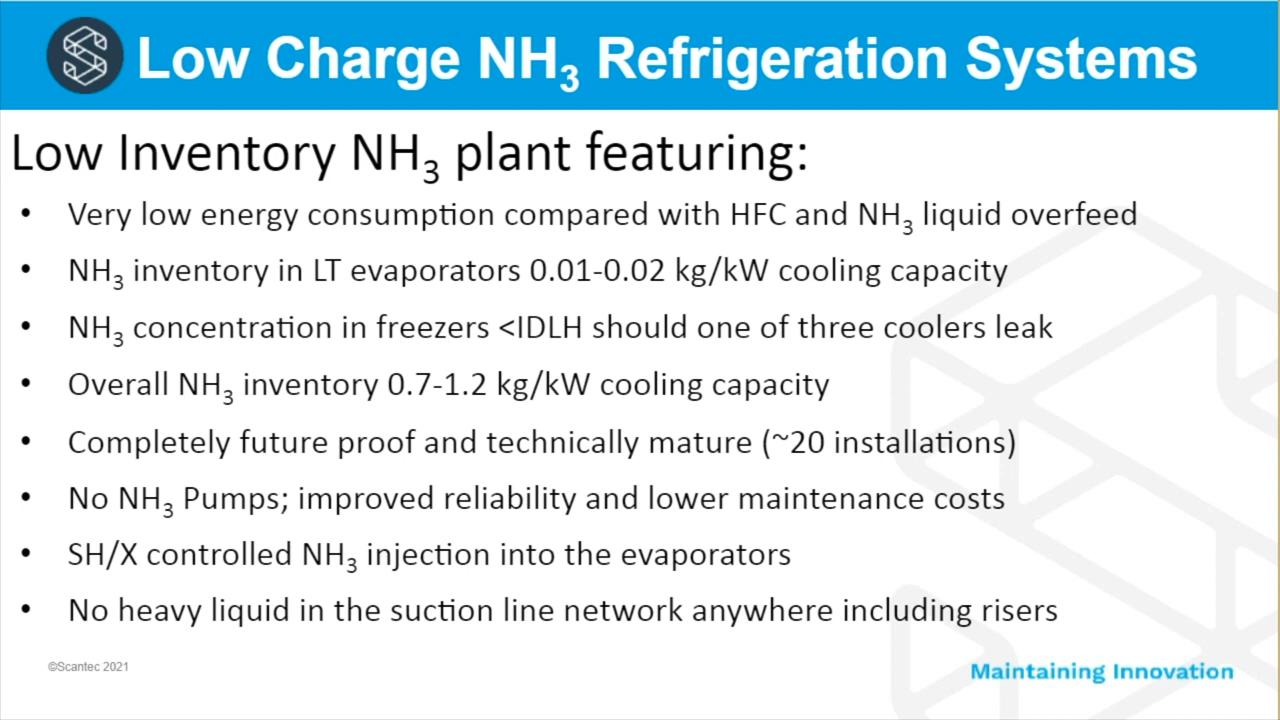 Low Charge NH₃ Refrigeration Systems
Low Inventory NH₃ plant featuring:
• Very low energy consumption compared with HFC and NH₃ liquid overfeed
• NH₃ inventory in LT evaporators 0.01-0.02 kg/kW cooling capacity
• NH₃ concentration in freezers <IDLH should one of three coolers leak
• Overall NH₃ inventory 0.7-1.2 kg/kW cooling capacity
• Completely future proof and technically mature (~20 installations)
• No NH₃ Pumps; improved reliability and lower maintenance costs
• SH/X controlled NH₃ injection into the evaporators
• No heavy liquid in the suction line network anywhere including risers
©Scantec 2021
Maintaining Innovation